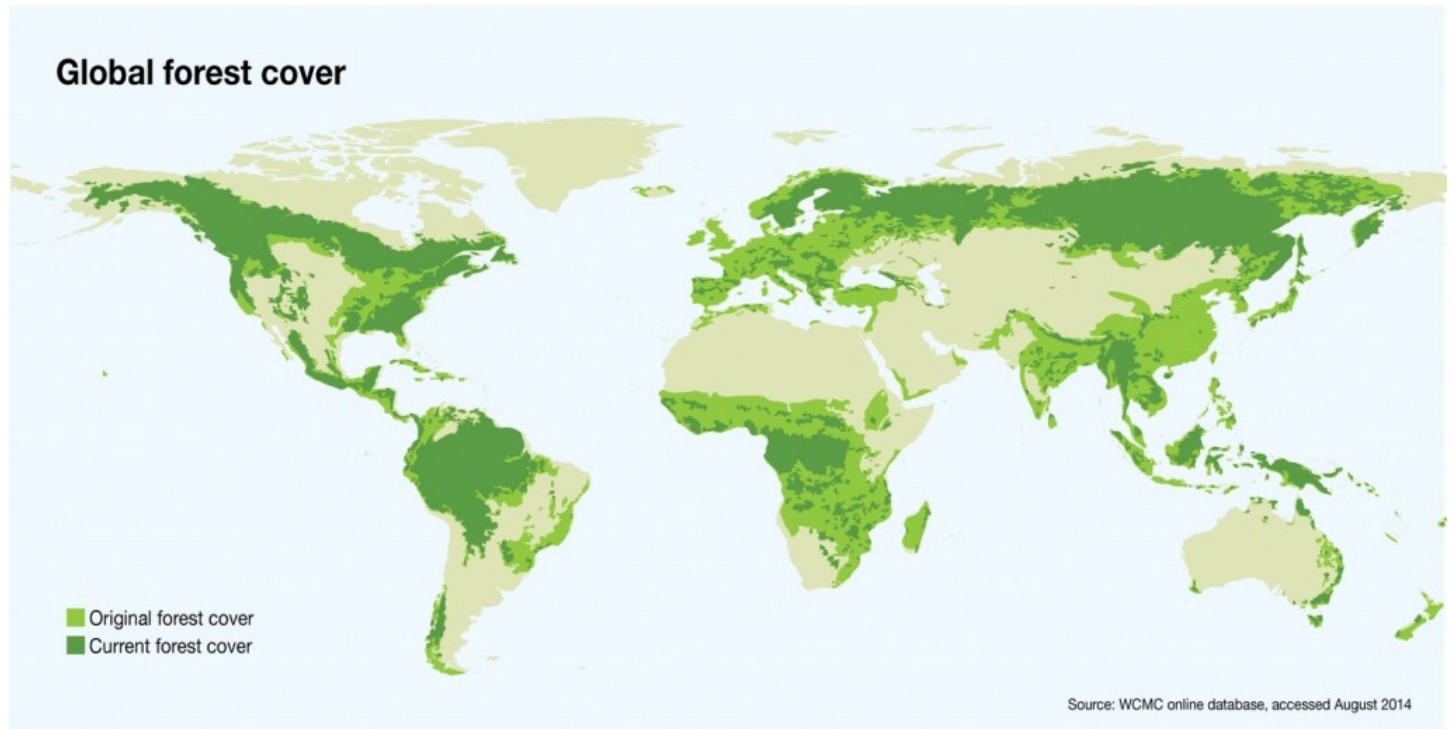 Global forest cover
Original forest cover
Current forest cover
Source: WCMC online database, accessed August 2014